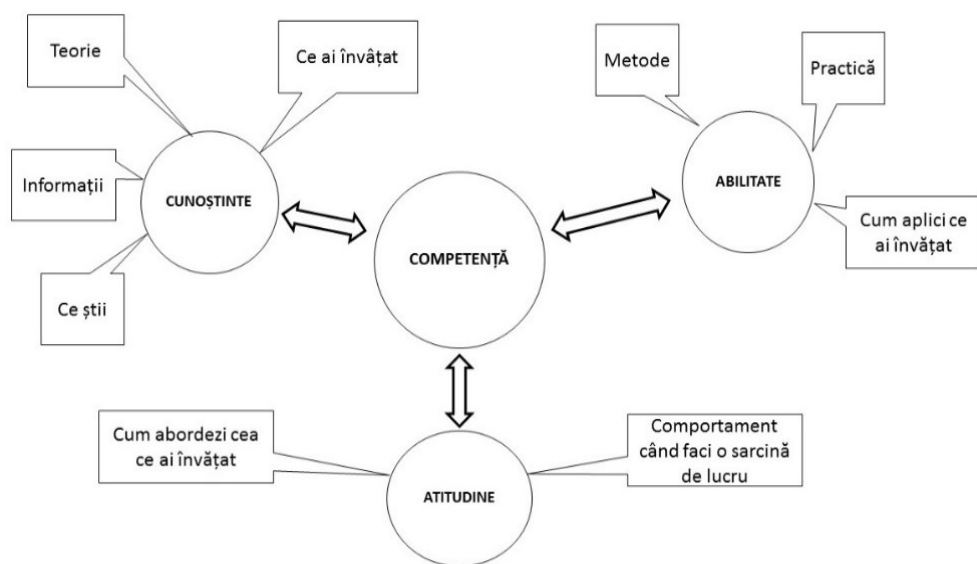 Teorie
Ce ai învâțat
Informații
CUNOȘTINTE
Ce știi
Metode
Practică
ABILITATE
Cum aplici ce
ai învățat
COMPETENȚĂ
Cum abordezi cea
ce ai învățat
Comportament
când faci o sarcină
de lucru
ATITUDINE